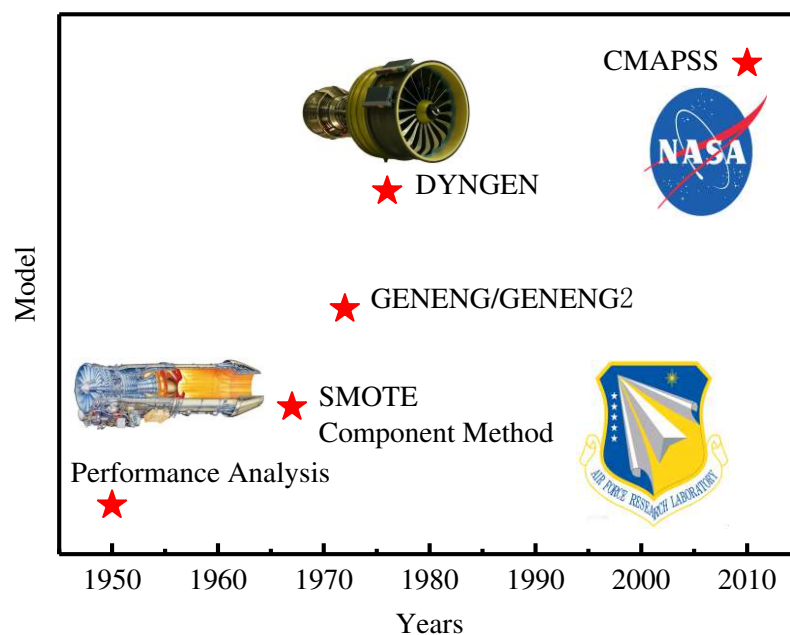 CMAPSS
NASA
DYNGEN
GENENG/GENENG2
SMOTE
Component Method
Performance Analysis
AIR FORCE RESEARCH LABORATORY
Model
1950 1960 1970 1980 1990 2000 2010
Years